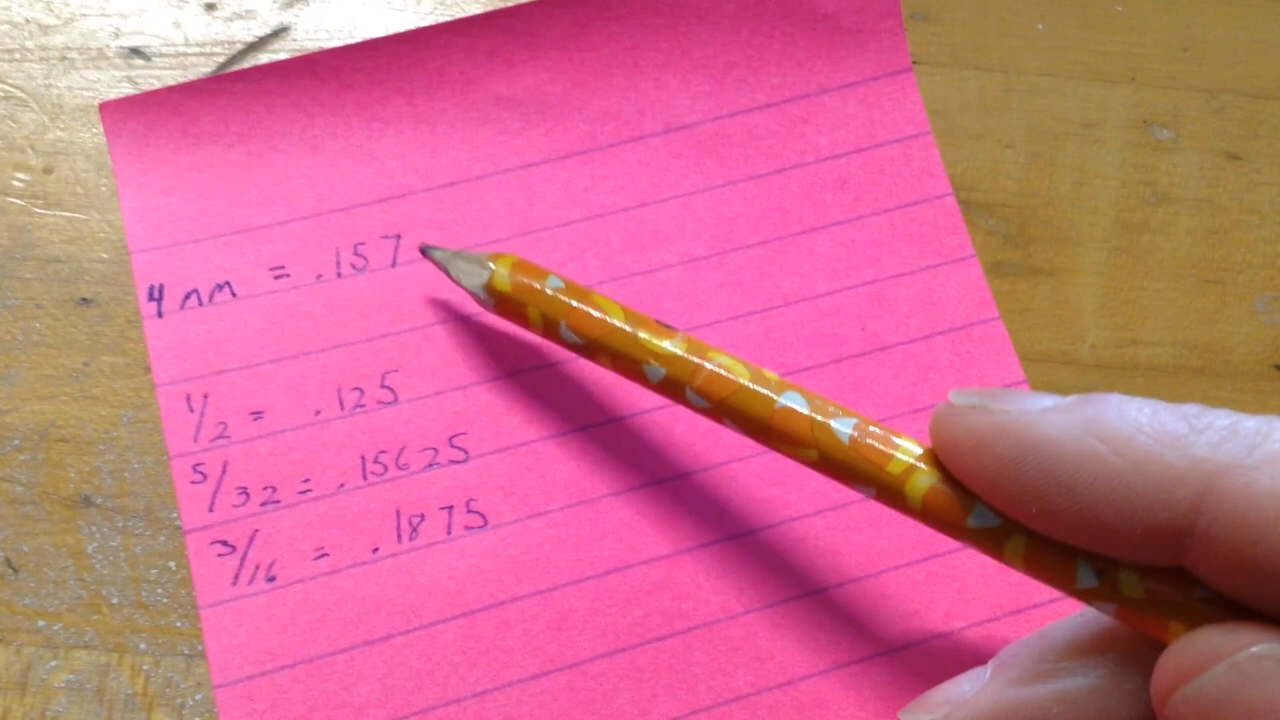 4 mm = .157
1/2 = .125
5/32 = .15625
3/16 = .1875